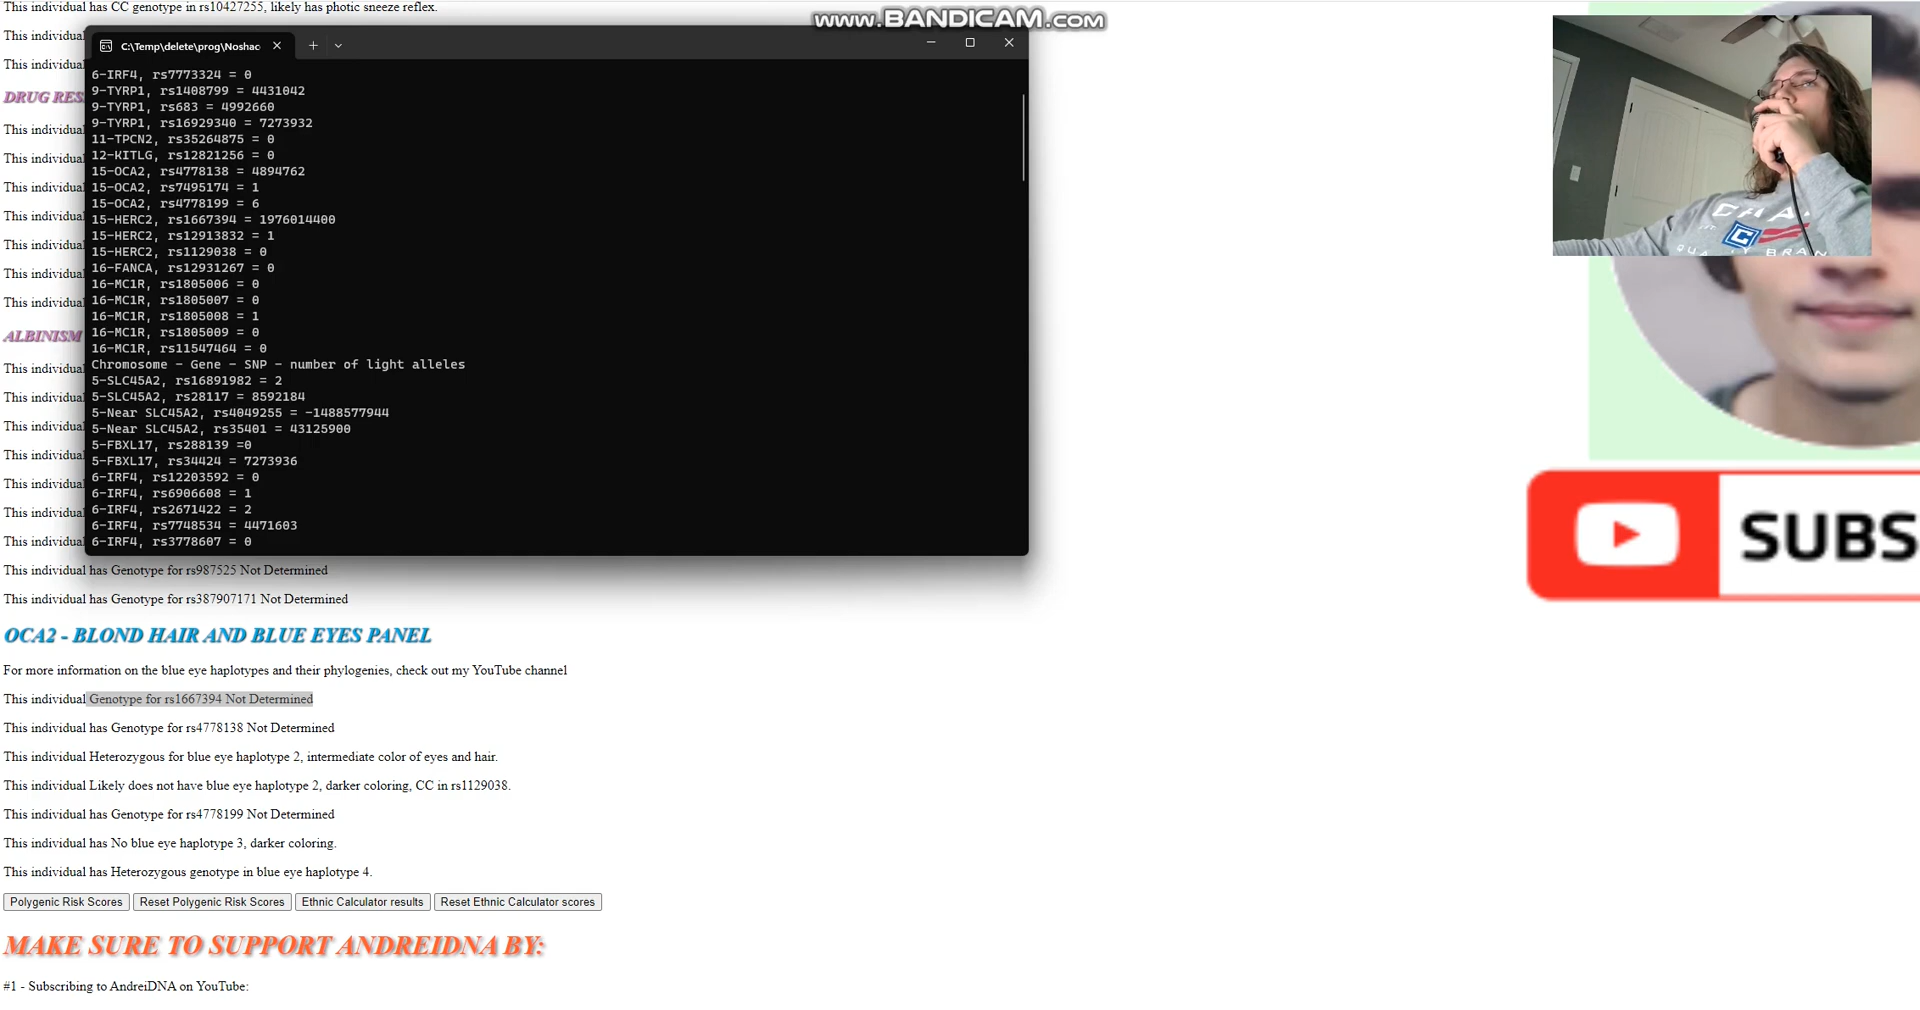 This individual has CC genotype in rs10427255, likely has photic sneeze reflex.
www.BANDICAM.com
This individual
This individual
DRUG RES
This individual
This individual
This individual
This individual
This individual
This individual
This individual
ALBINISM
This individual
This individual
This individual
This individual
This individual
This individual
This individual
C:\Temp\delete\prog\Noshac
6-IRF4, rs7773324 = 0
9-TYRP1, rs1408799 = 4431042
9-TYRP1, rs683 = 4992660
9-TYRP1, rs16929340 = 7273932
11-TPCN2, rs35264875 = 0
12-KITLG, rs12821256 = 0
15-OCA2, rs4778138 = 4894762
15-OCA2, rs7495174 = 1
15-OCA2, rs4778199 = 6
15-HERC2, rs1667394 = 1976014400
15-HERC2, rs12913832 = 1
15-HERC2, rs1129038 = 0
16-FANCA, rs12931267 = 0
16-MC1R, rs1805006 = 0
16-MC1R, rs1805007 = 0
16-MC1R, rs1805008 = 1
16-MC1R, rs1805009 = 0
16-MC1R, rs11547464 = 0
Chromosome - Gene - SNP - number of light alleles
5-SLC45A2, rs16891982 = 2
5-SLC45A2, rs28117 = 8592184
5-Near SLC45A2, rs4049255 = -1488577944
5-Near SLC45A2, rs35401 = 43125900
5-FBXL17, rs288139 =0
5-FBXL17, rs34424 = 7273936
6-IRF4, rs12203592 = 0
6-IRF4, rs6906608 = 1
6-IRF4, rs2671422 = 2
6-IRF4, rs7748534 = 4471603
6-IRF4, rs3778607 = 0
This individual has Genotype for rs987525 Not Determined
This individual has Genotype for rs387907171 Not Determined
OCA2 - BLOND HAIR AND BLUE EYES PANEL
For more information on the blue eye haplotypes and their phylogenies, check out my YouTube channel
This individual Genotype for rs1667394 Not Determined
This individual has Genotype for rs4778138 Not Determined
This individual Heterozygous for blue eye haplotype 2, intermediate color of eyes and hair.
This individual Likely does not have blue eye haplotype 2, darker coloring, CC in rs1129038.
This individual has Genotype for rs4778199 Not Determined
This individual has No blue eye haplotype 3, darker coloring.
This individual has Heterozygous genotype in blue eye haplotype 4.
Polygenic Risk Scores Reset Polygenic Risk Scores Ethnic Calculator results Reset Ethnic Calculator scores
MAKE SURE TO SUPPORT ANDREIDNA BY:
#1 - Subscribing to AndreiDNA on YouTube:
SUBS